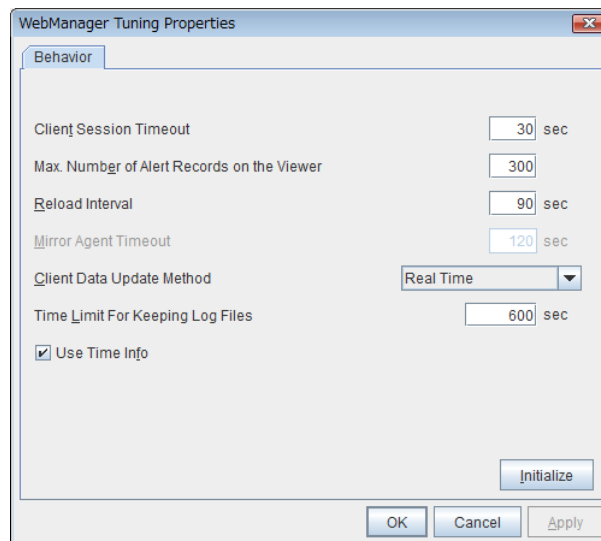 WebManager Tuning Properties
Behavior
Client Session Timeout 30 sec
Max. Number of Alert Records on the Viewer 300
Reload Interval 90 sec
Mirror Agent Timeout 120 sec
Client Data Update Method Real Time
Time Limit For Keeping Log Files 600 sec
Use Time Info
Initialize
OK Cancel Apply